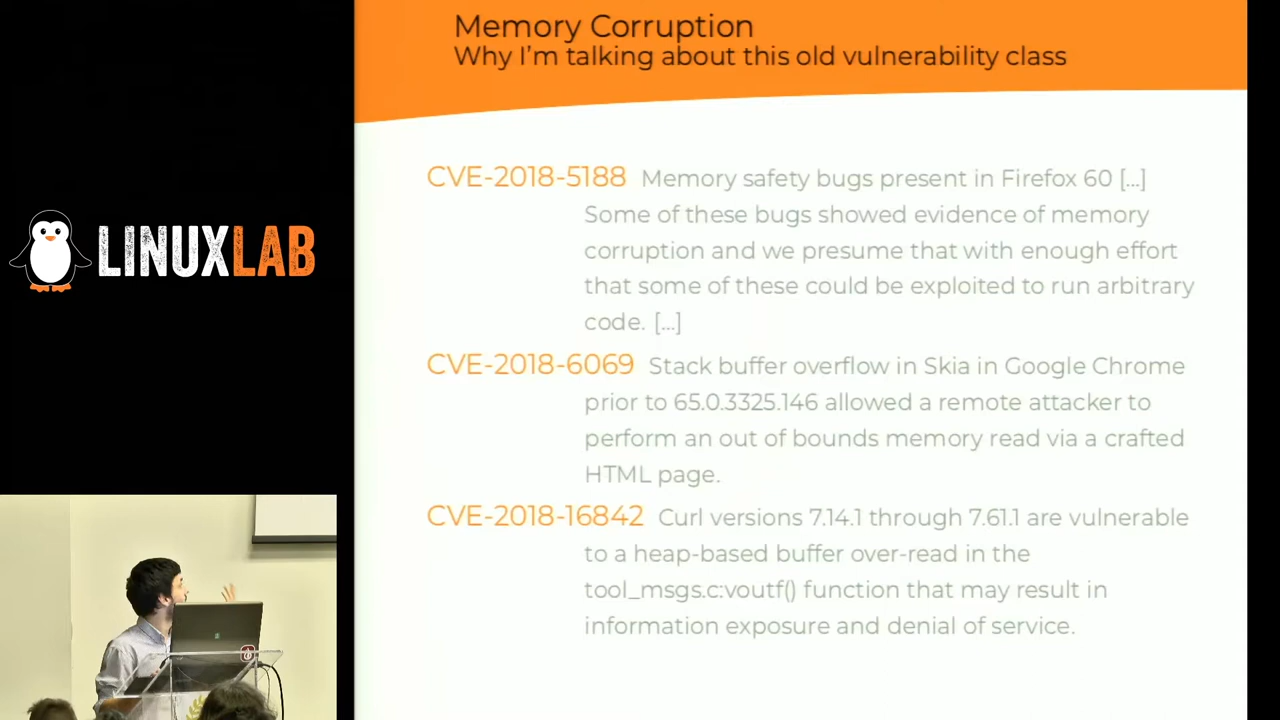 Memory Corruption
Why I'm talking about this old vulnerability class
LINUXLAB
CVE-2018-5188 Memory safety bugs present in Firefox 60 [...]
Some of these bugs showed evidence of memory
corruption and we presume that with enough effort
that some of these could be exploited to run arbitrary
code. [...]
CVE-2018-6069 Stack buffer overflow in Skia in Google Chrome
prior to 65.0.3325.146 allowed a remote attacker to
perform an out of bounds memory read via a crafted
HTML page.
CVE-2018-16842 Curl versions 7.14.1 through 7.61.1 are vulnerable
to a heap-based buffer over-read in the
tool_msgs.c:voutf() function that may result in
information exposure and denial of service.